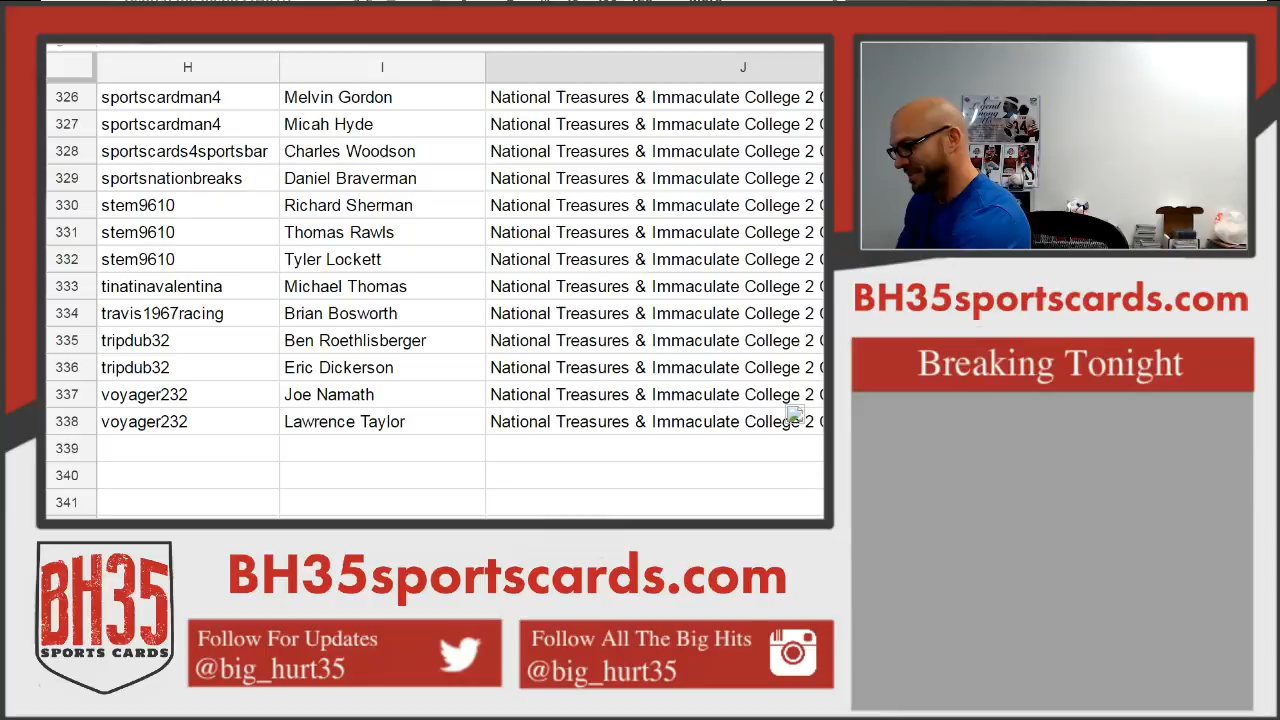 H I J
326 sportscardman4 Melvin Gordon National Treasures & Immaculate College 2
327 sportscardman4 Micah Hyde National Treasures & Immaculate College 2
328 sportscards4sportsbar Charles Woodson National Treasures & Immaculate College 2
329 sportsnationbreaks Daniel Braverman National Treasures & Immaculate College 2
330 stem9610 Richard Sherman National Treasures & Immaculate College 2
331 stem9610 Thomas Rawls National Treasures & Immaculate College 2
332 stem9610 Tyler Lockett National Treasures & Immaculate College 2
333 tinatinavalentina Michael Thomas National Treasures & Immaculate College 2
334 travis1967racing Brian Bosworth National Treasures & Immaculate College 2
335 tripdub32 Ben Roethlisberger National Treasures & Immaculate College 2
336 tripdub32 Eric Dickerson National Treasures & Immaculate College 2
337 voyager232 Joe Namath National Treasures & Immaculate College 2
338 voyager232 Lawrence Taylor National Treasures & Immaculate College 2
339
340
341
34
BH35sportscards.com
Breaking Tonight
BH35
SPORTS CARDS
BH35sportscards.com
Follow For Updates
@big_hurt35
Follow All The Big Hits
@big_hurt35